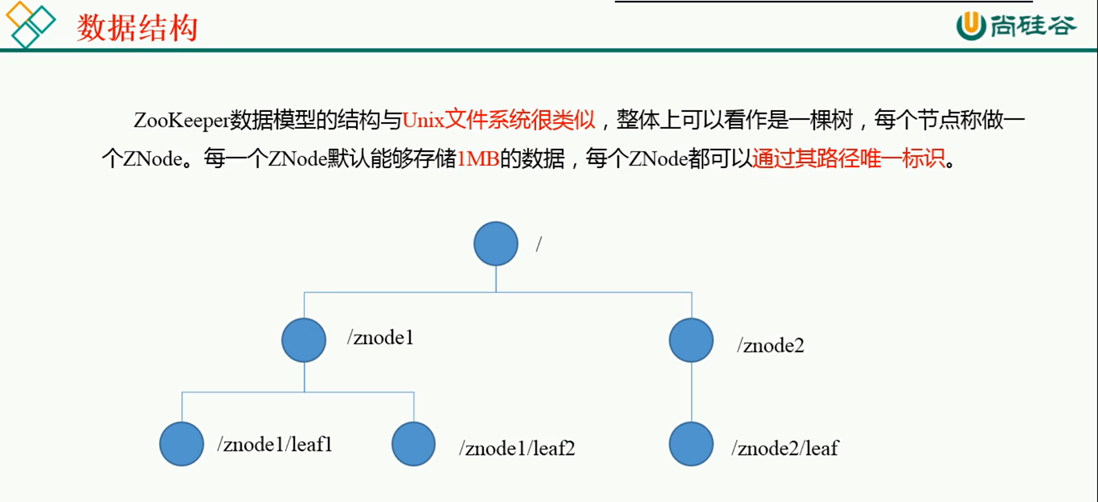 数据结构
尚硅谷
ZooKeeper数据模型的结构与Unix文件系统很类似，整体上可以看作是一棵树，每个节点称做一
个ZNode。每一个ZNode默认能够存储1MB的数据，每个ZNode都可以通过其路径唯一标识。
/
/znode1
/znode2
/znode1/leaf1
/znode1/leaf2
/znode2/leaf